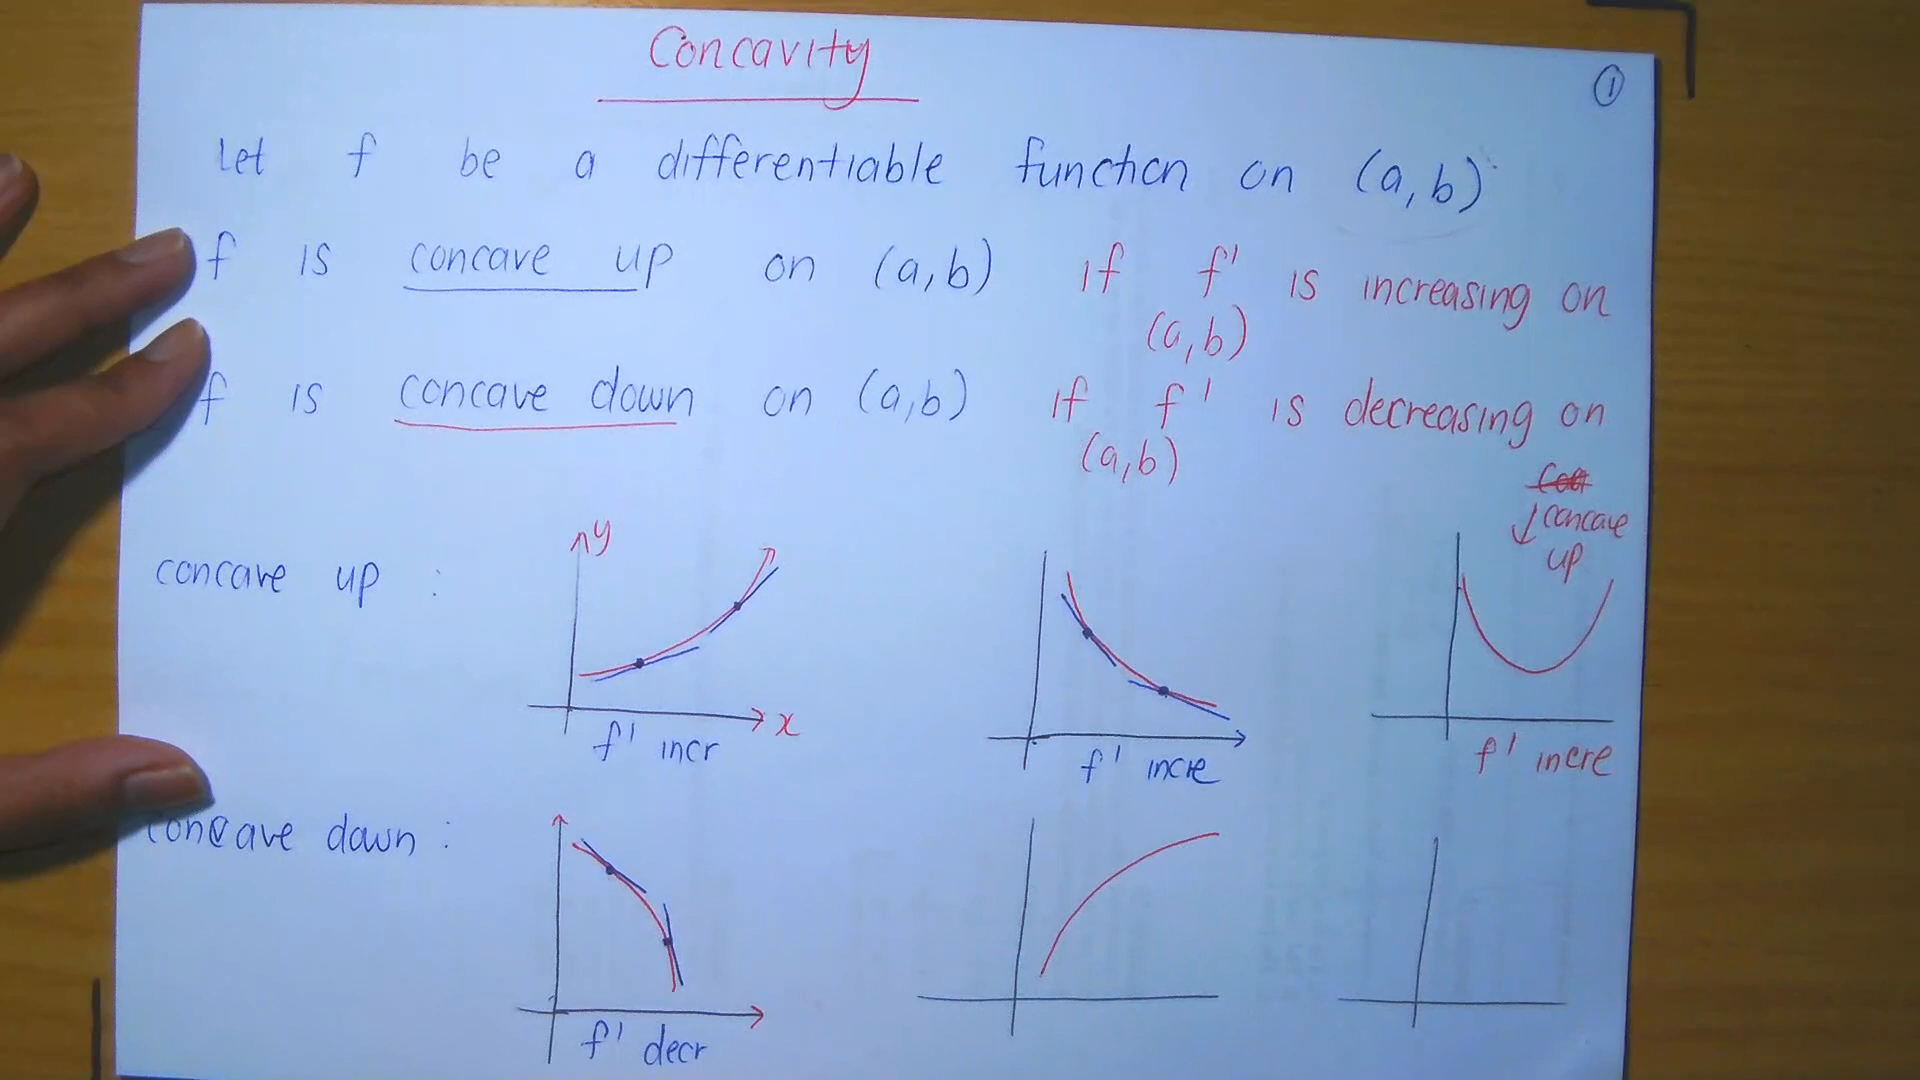 Concavity
①
Let f be a differentiable function on (a,b)
f is concave up on (a,b) if f' is increasing on
(a,b)
f is concave down on (a,b) if f' is decreasing on
(a,b)
concave
up
concave up :
y
x
f' incr
f' incre
f' incre
concave down :
f' decr